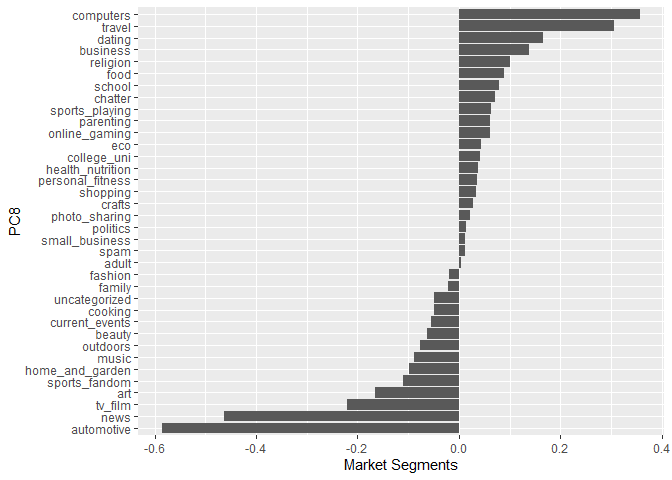 computers
travel
dating
business
religion
food
school
chatter
sports_playing
parenting
online_gaming
eco
college_uni
health_nutrition
personal_fitness
shopping
crafts
photo_sharing
politics
small_business
spam
adult
fashion
family
uncategorized
cooking
current_events
beauty
outdoors
music
home_and_garden
sports_fandom
art
tv_film
news
automotive
PC8
-0.6 -0.4 -0.2 0.0 0.2 0.4
Market Segments